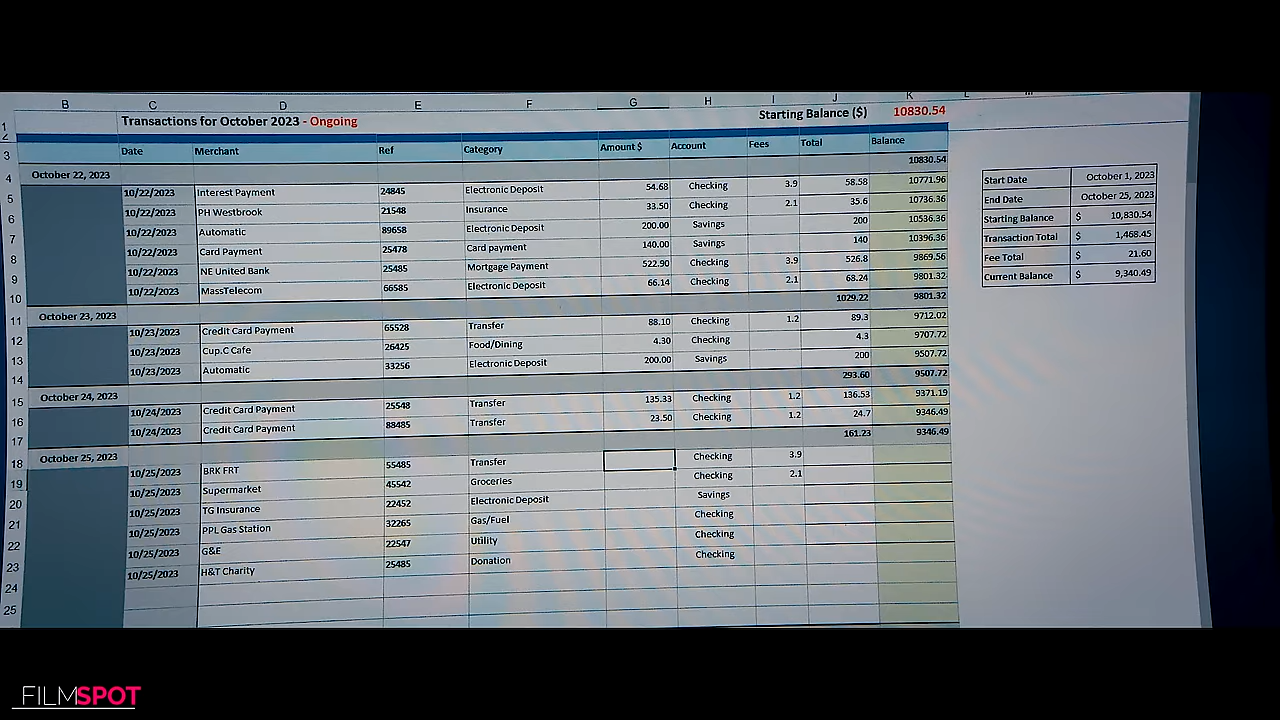 B C D E F G H I J K L
1 Transactions for October 2023 - Ongoing Starting Balance ($) 10830.54
2
3 Date Merchant Ref Category Amount $ Account Fees Total Balance
4 October 22, 2023 10830.54
5 10/22/2023 Interest Payment 24845 Electronic Deposit 54.68 Checking 3.9 58.58 10771.96
6 10/22/2023 PH Westbrook 21548 Insurance 33.50 Checking 2.1 35.6 10736.36
7 10/22/2023 Automatic 89658 Electronic Deposit 200.00 Savings 200 10536.36
8 10/22/2023 Card Payment 25478 Card payment 140.00 Savings 140 10396.36
9 10/22/2023 NE United Bank 25485 Mortgage Payment 522.90 Checking 3.9 526.8 9869.56
10 10/22/2023 MassTelecom 66585 Electronic Deposit 66.14 Checking 2.1 68.24 9801.32
11 October 23, 2023 1029.22 9801.32
12 10/23/2023 Credit Card Payment 65528 Transfer 88.10 Checking 1.2 89.3 9712.02
13 10/23/2023 Cup.C Cafe 26425 Food/Dining 4.30 Checking 4.3 9707.72
14 10/23/2023 Automatic 33256 Electronic Deposit 200.00 Savings 200 9507.72
15 October 24, 2023 293.60 9507.72
16 10/24/2023 Credit Card Payment 25548 Transfer 135.33 Checking 1.2 136.53 9371.19
17 10/24/2023 Credit Card Payment 88485 Transfer 23.50 Checking 1.2 24.7 9346.49
18 October 25, 2023 161.23 9346.49
19 10/25/2023 BRK FRT 55485 Transfer Checking 3.9
20 10/25/2023 Supermarket 45542 Groceries Checking 2.1
21 10/25/2023 TG Insurance 22452 Electronic Deposit Savings
22 10/25/2023 PPL Gas Station 32265 Gas/Fuel Checking
23 10/25/2023 G&E 22547 Utility Checking
24 10/25/2023 H&T Charity 25485 Donation Checking
25
Start Date October 1, 2023
End Date October 25, 2023
Starting Balance $ 10,830.54
Transaction Total $ 1,468.45
Fee Total $ 21.60
Current Balance $ 9,340.49
FILMSPOT